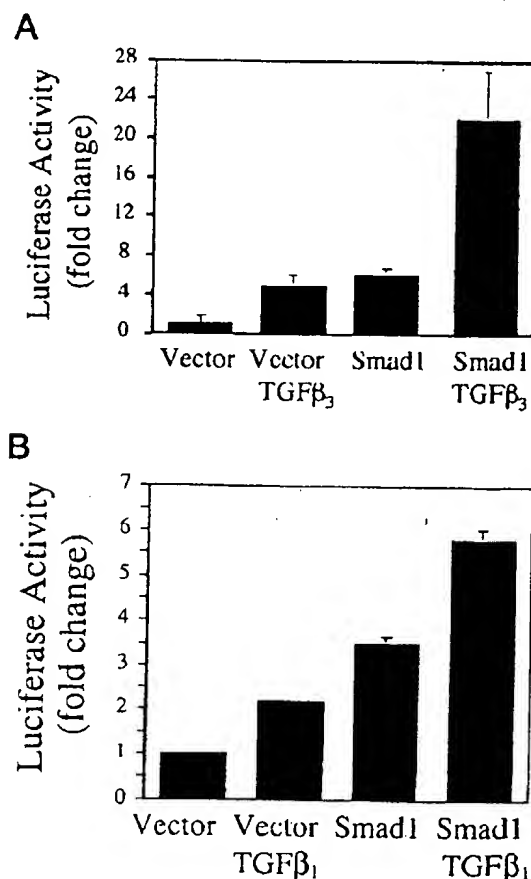 A
Luciferase Activity
(fold change)
28
24
20
16
12
8
4
0
Vector Vector Smad1 Smad1
TGFβ₃ TGFβ₃
B
Luciferase Activity
(fold change)
7
6
5
4
3
2
1
0
Vector Vector Smad1 Smad1
TGFβ₁ TGFβ₁